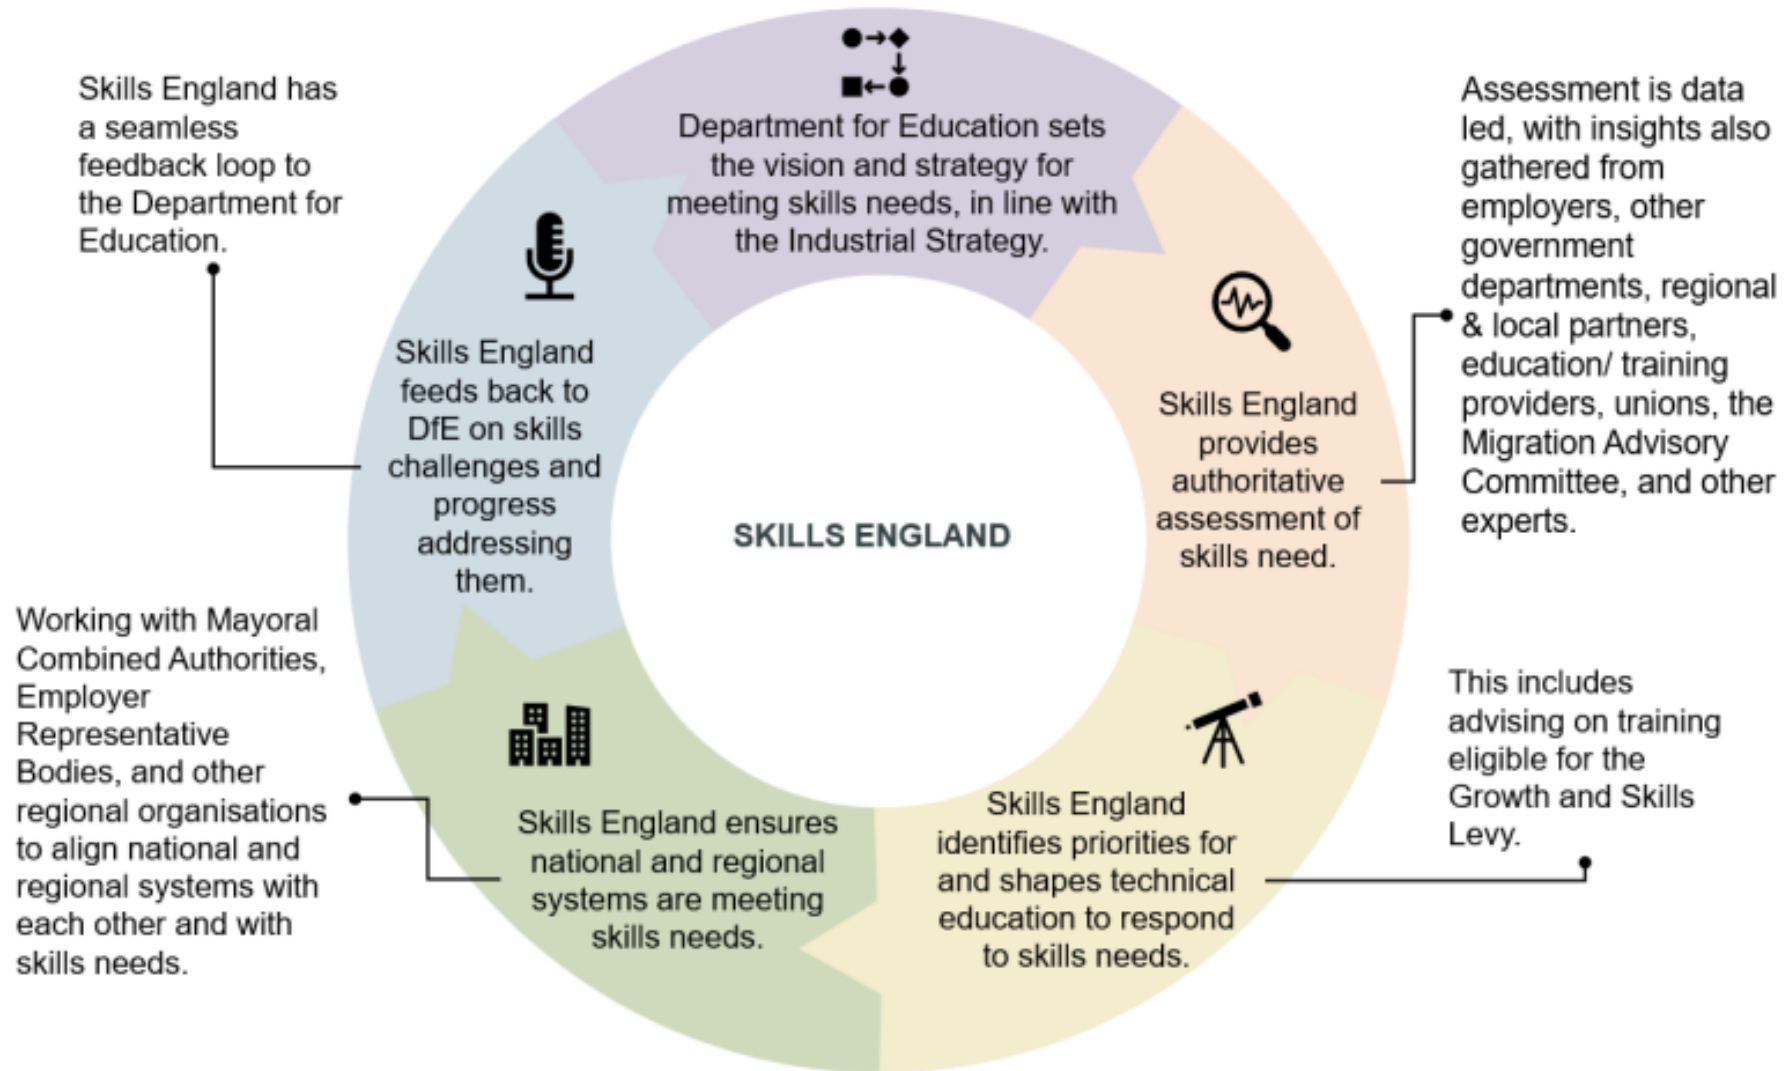 Department for Education sets
the vision and strategy for
meeting skills needs, in line with
the Industrial Strategy.
Skills England
provides
authoritative
assessment of
skills need.
Assessment is data
led, with insights also
gathered from
employers, other
government
departments, regional
& local partners,
education/ training
providers, unions, the
Migration Advisory
Committee, and other
experts.
Skills England
identifies priorities for
and shapes technical
education to respond
to skills needs.
This includes
advising on training
eligible for the
Growth and Skills
Levy.
Skills England ensures
national and regional
systems are meeting
skills needs.
Working with Mayoral
Combined Authorities,
Employer
Representative
Bodies, and other
regional organisations
to align national and
regional systems with
each other and with
skills needs.
Skills England
feeds back to
DfE on skills
challenges and
progress
addressing
them.
Skills England has
a seamless
feedback loop to
the Department for
Education.
SKILLS ENGLAND